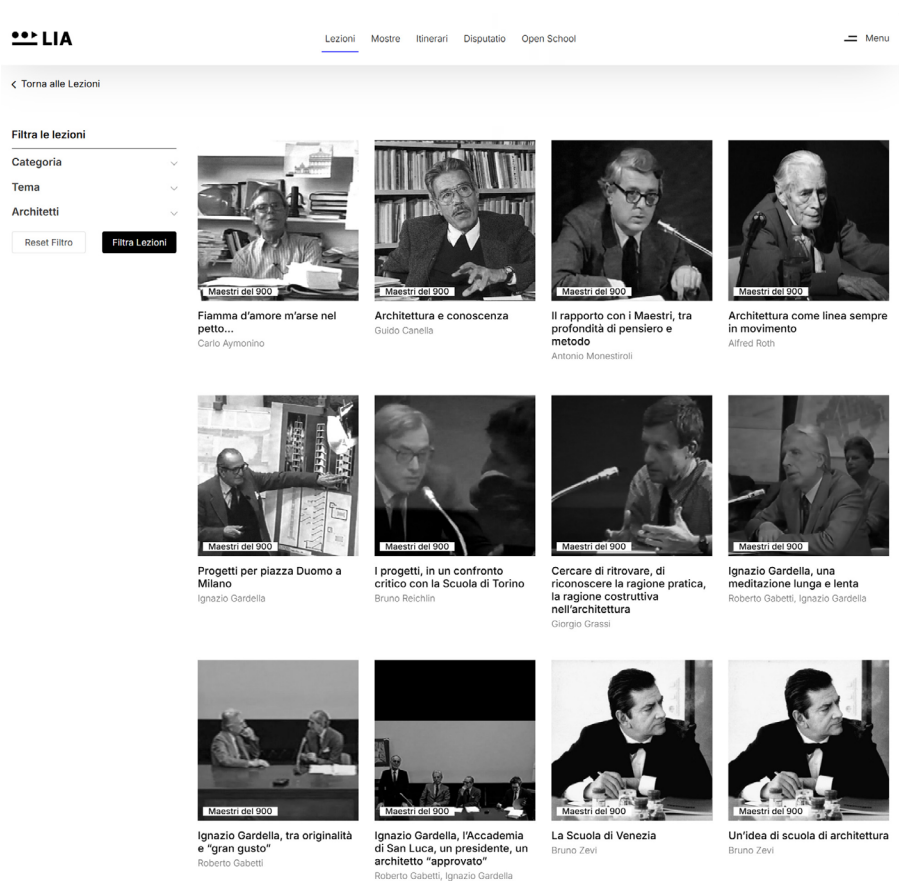 LIA
Lezioni Mostre Itinerari Disputatio Open School
Menu
Torna alle Lezioni
Filtra le lezioni
Categoria
Tema
Architetti
Reset Filtro Filtra Lezioni
Maestri del 900
Fiamma d'amore m'arse nel
petto...
Carlo Aymonino
Maestri del 900
Architettura e conoscenza
Guido Canella
Maestri del 900
Il rapporto con i Maestri, tra
profondità di pensiero e
metodo
Antonio Monestiroli
Maestri del 900
Architettura come linea sempre
in movimento
Alfred Roth
Maestri del 900
Progetti per piazza Duomo a
Milano
Ignazio Gardella
Maestri del 900
I progetti, in un confronto
critico con la Scuola di Torino
Bruno Reichlin
Maestri del 900
Cercare di ritrovare, di
riconoscere la ragione pratica,
la ragione costruttiva
nell'architettura
Giorgio Grassi
Maestri del 900
Ignazio Gardella, una
meditazione lunga e lenta
Roberto Gabetti, Ignazio Gardella
Maestri del 900
Ignazio Gardella, tra originalità
e “gran gusto”
Roberto Gabetti
Maestri del 900
Ignazio Gardella, l'Accademia
di San Luca, un presidente, un
architetto “approvato”
Roberto Gabetti, Ignazio Gardella
Maestri del 900
La Scuola di Venezia
Bruno Zevi
Maestri del 900
Un'idea di scuola di architettura
Bruno Zevi